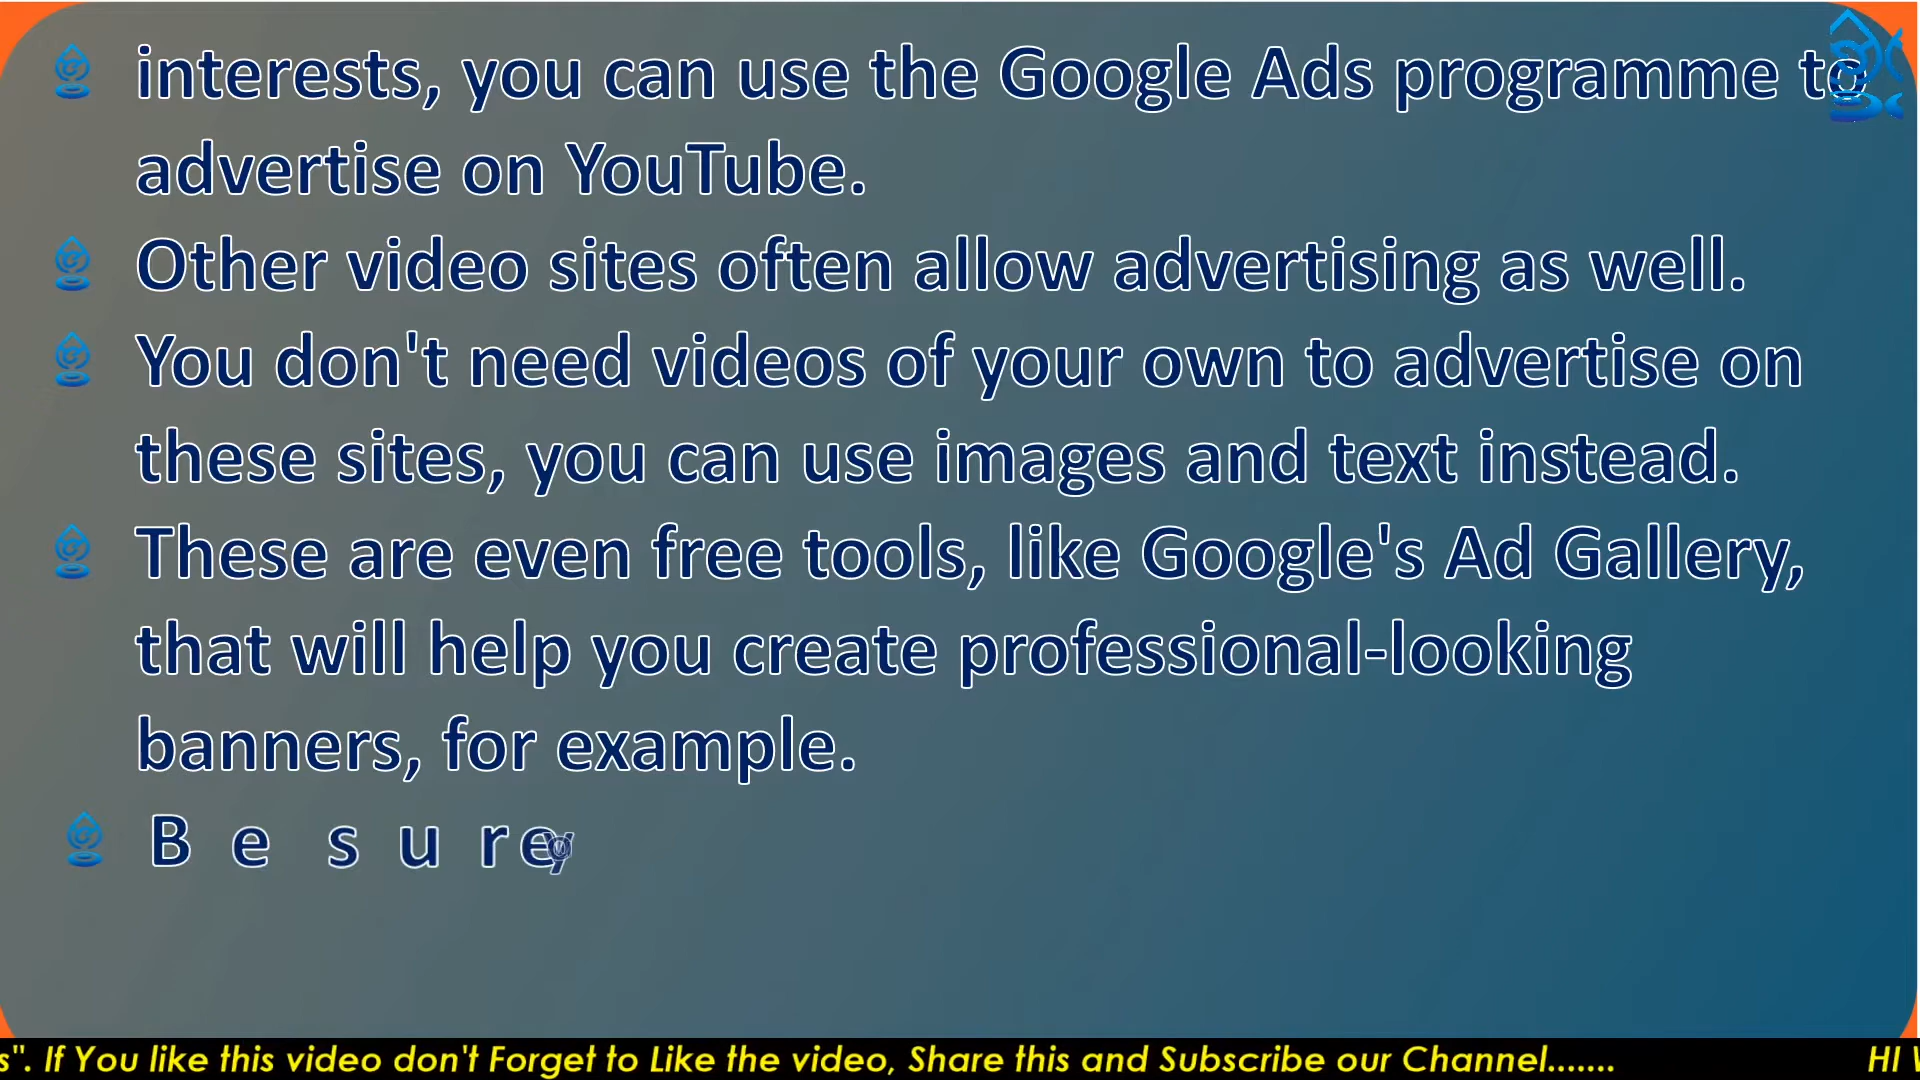 interests, you can use the Google Ads programme to
advertise on YouTube.
Other video sites often allow advertising as well.
You don't need videos of your own to advertise on
these sites, you can use images and text instead.
These are even free tools, like Google's Ad Gallery,
that will help you create professional-looking
banners, for example.
Be sure
s". If You like this video don't Forget to Like the video, Share this and Subscribe our Channel....... HI